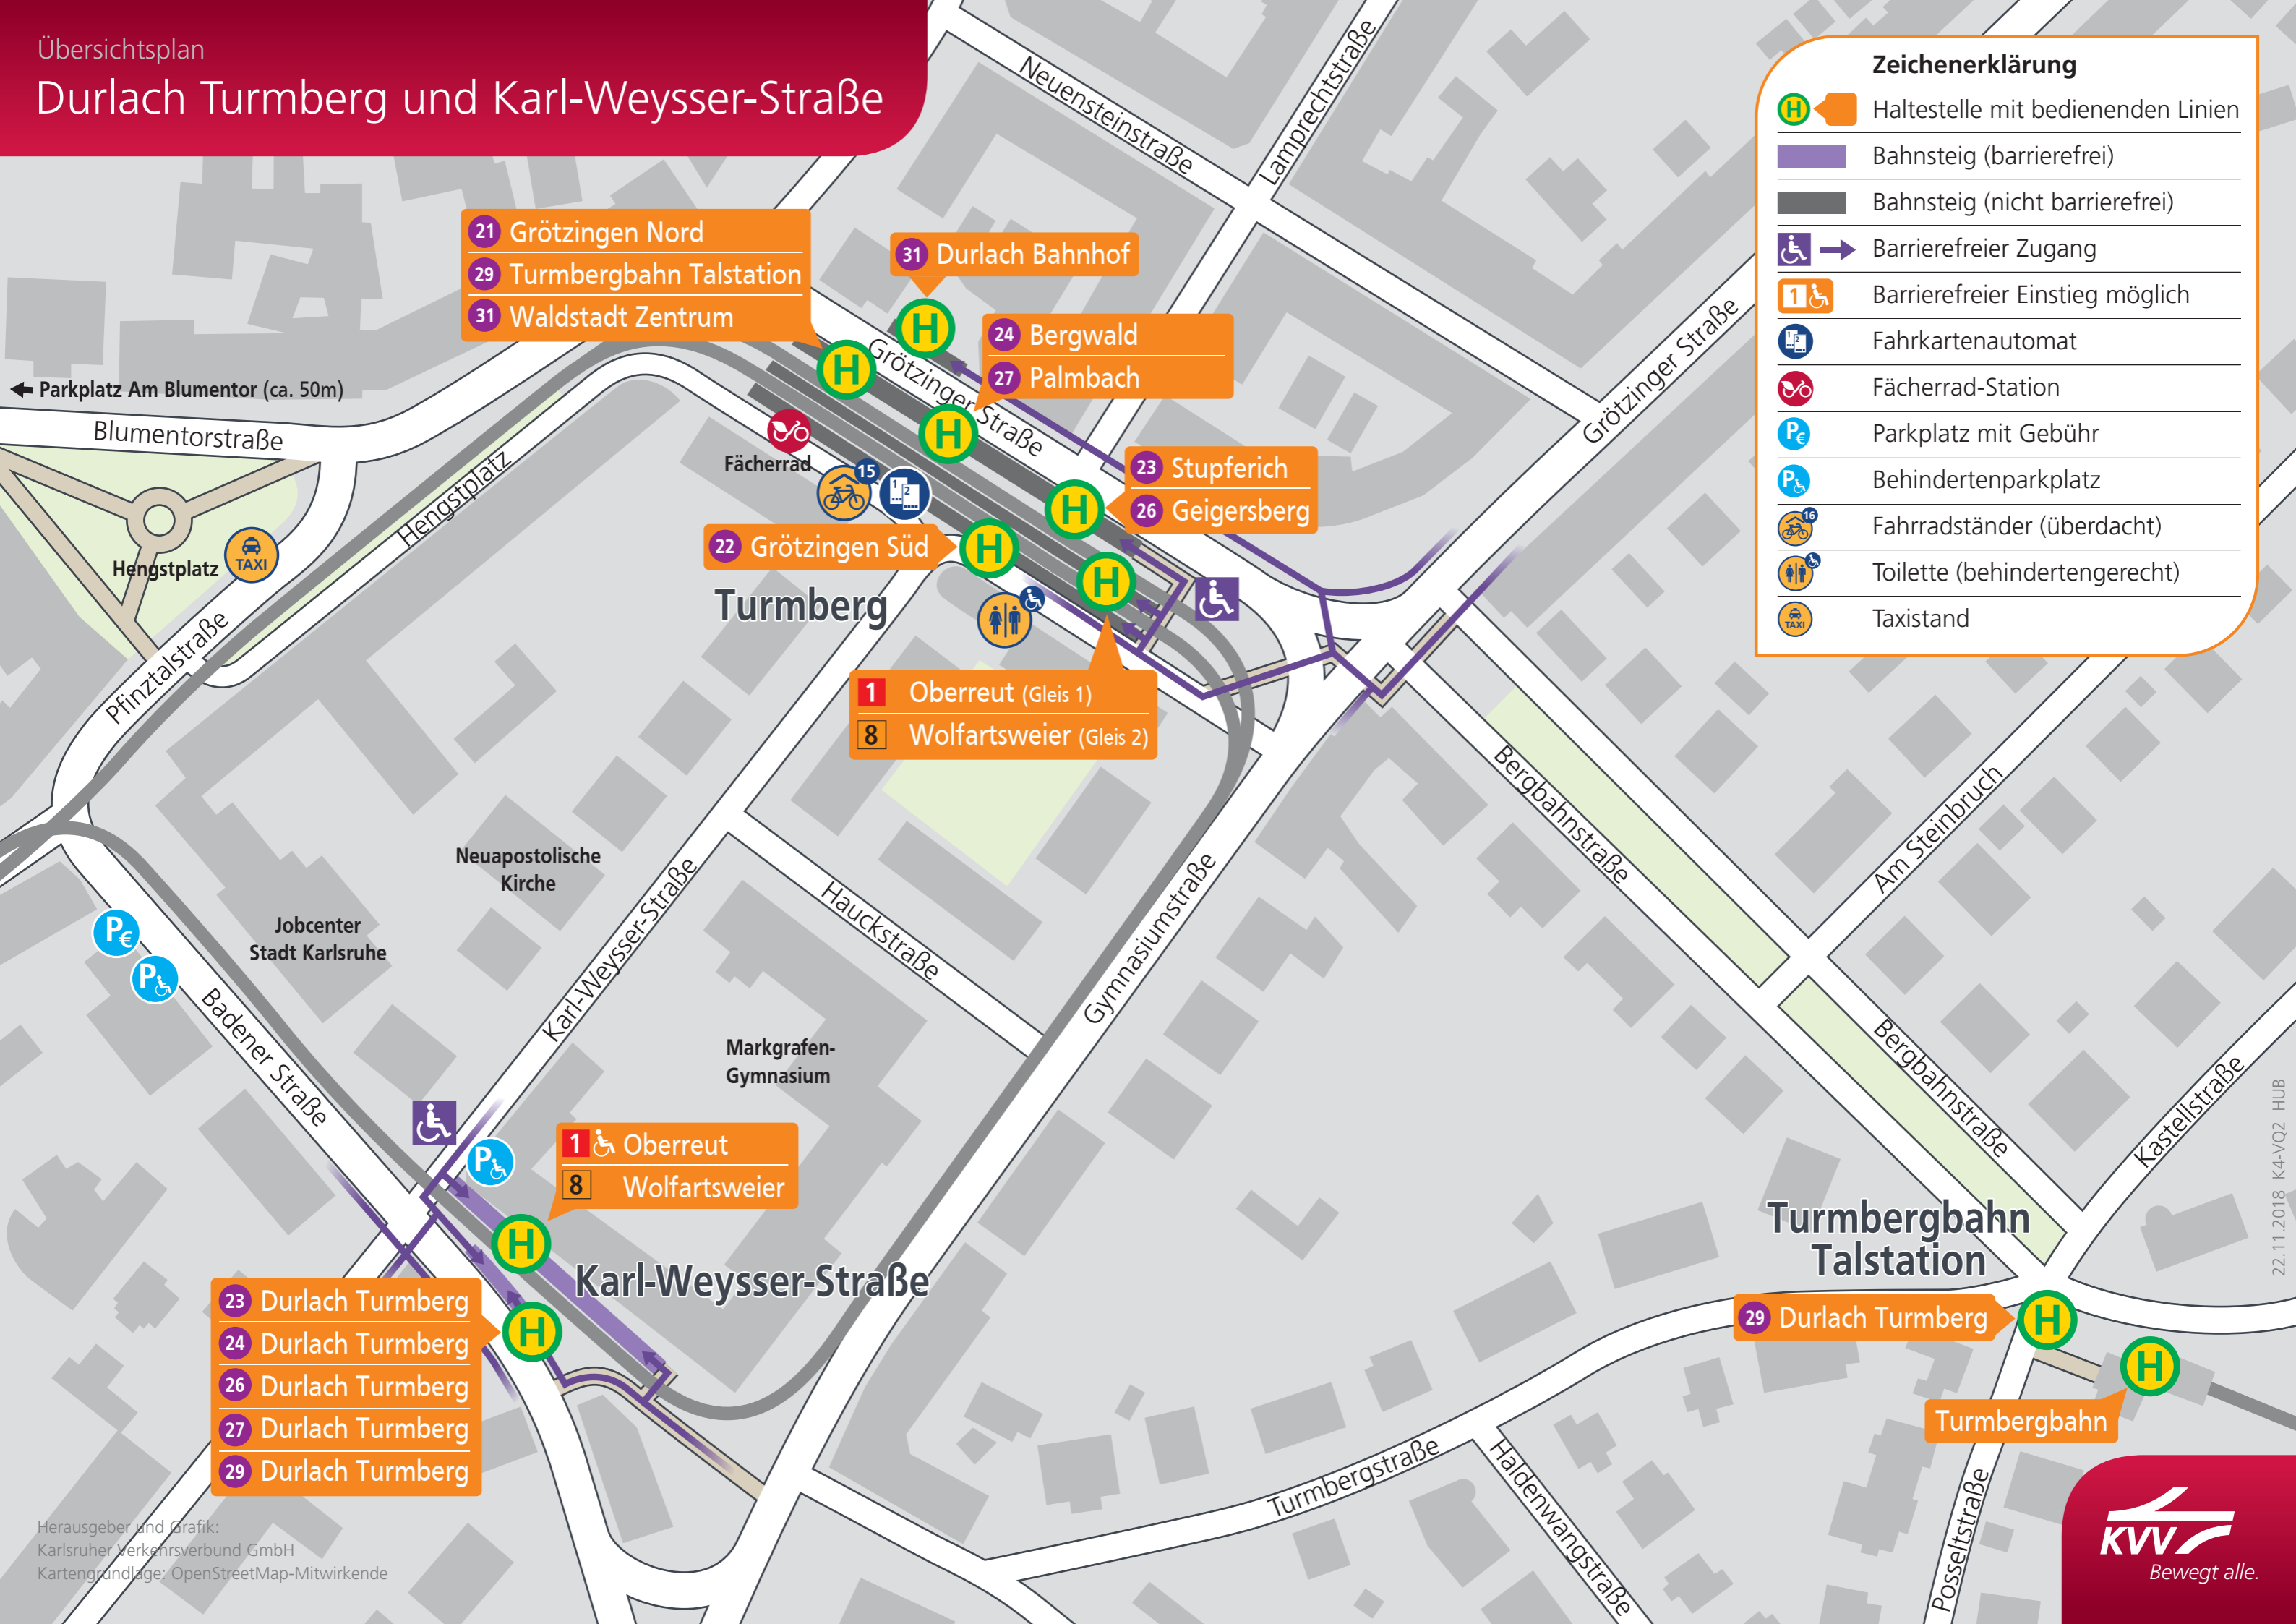 Übersichtsplan
Durlach Turmberg und Karl-Weysser-Straße
Zeichenerklärung
H Haltestelle mit bedienenden Linien
Bahnsteig (barrierefrei)
Bahnsteig (nicht barrierefrei)
Barrierefreier Zugang
1 Barrierefreier Einstieg möglich
1 2 Fahrkartenautomat
Fächerrad-Station
P€ Parkplatz mit Gebühr
P Behindertenparkplatz
16 Fahrradständer (überdacht)
Toilette (behindertengerecht)
TAXI Taxistand
Neuensteinstraße
Lamprechtstraße
21 Grötzingen Nord
29 Turmbergbahn Talstation
31 Waldstadt Zentrum
31 Durlach Bahnhof
H
H
24 Bergwald
27 Palmbach
Grötzinger Straße
Grötzinger Straße
Parkplatz Am Blumentor (ca. 50m)
Blumentorstraße
Hengstplatz
Hengstplatz
TAXI
Pfinztalstraße
Fächerrad
15
1 2
H
23 Stupferich
26 Geigersberg
H
22 Grötzingen Süd
H
H
Turmberg
1 Oberreut (Gleis 1)
8 Wolfartsweier (Gleis 2)
Bergbahnstraße
Am Steinbruch
Neuapostolische
Kirche
Jobcenter
Stadt Karlsruhe
P€
P
Karl-Weysser-Straße
Hauckstraße
Gymnasiumstraße
Badener Straße
Markgrafen-
Gymnasium
Bergbahnstraße
Kastellstraße
P
1 Oberreut
8 Wolfartsweier
H
Karl-Weysser-Straße
H
23 Durlach Turmberg
24 Durlach Turmberg
26 Durlach Turmberg
27 Durlach Turmberg
29 Durlach Turmberg
Turmbergbahn
Talstation
29 Durlach Turmberg
H
H
Turmbergbahn
Turmbergstraße
Haldenwangstraße
Posseltstraße
22.11.2018 K4-VQ2 HUB
Herausgeber und Grafik:
Karlsruher Verkehrsverbund GmbH
Kartengrundlage: OpenStreetMap-Mitwirkende
KVV
Bewegt alle.